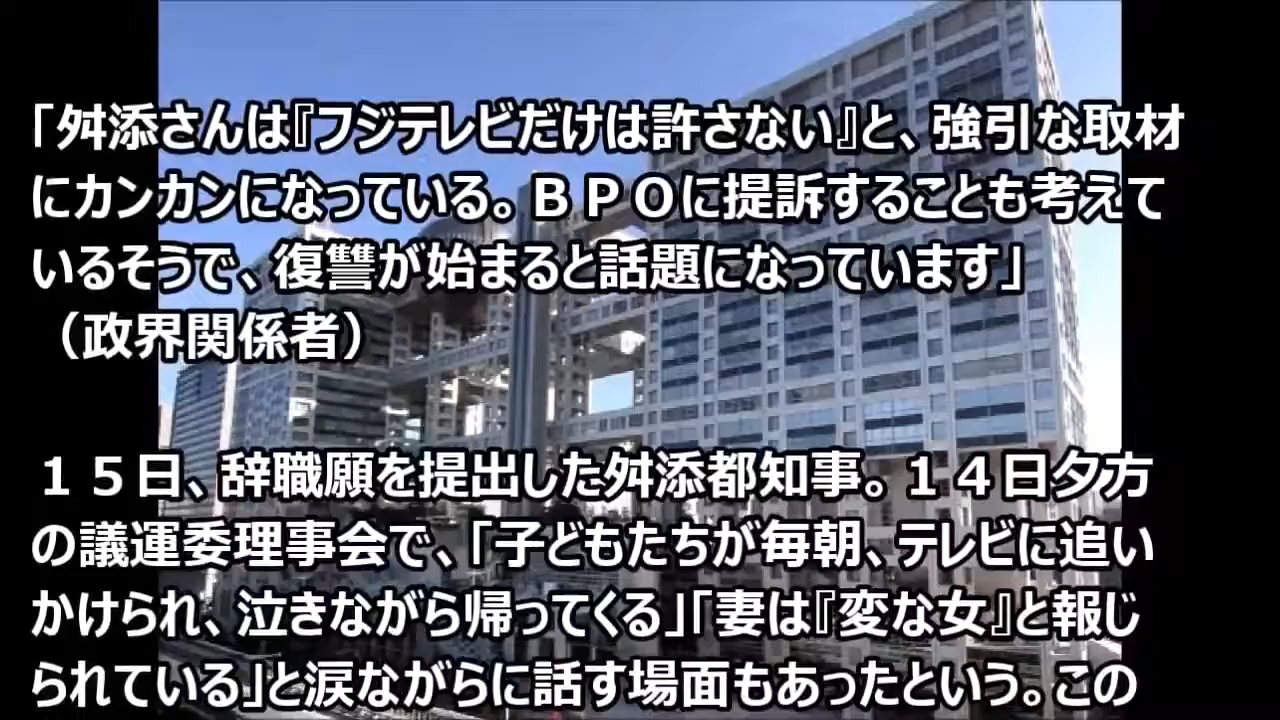 「舛添さんは『フジテレビだけは許さない』と、強引な取材
にカンカンになっている。ＢＰＯに提訴することも考えて
いるそうで、復讐が始まると話題になっています」
（政界関係者）
１５日、辞職願を提出した舛添都知事。１４日夕方
の議運委理事会で、「子どもたちが毎朝、テレビに追い
かけられ、泣きながら帰ってくる」「妻は『変な女』と報じ
られている」と涙ながらに話す場面もあったという。この